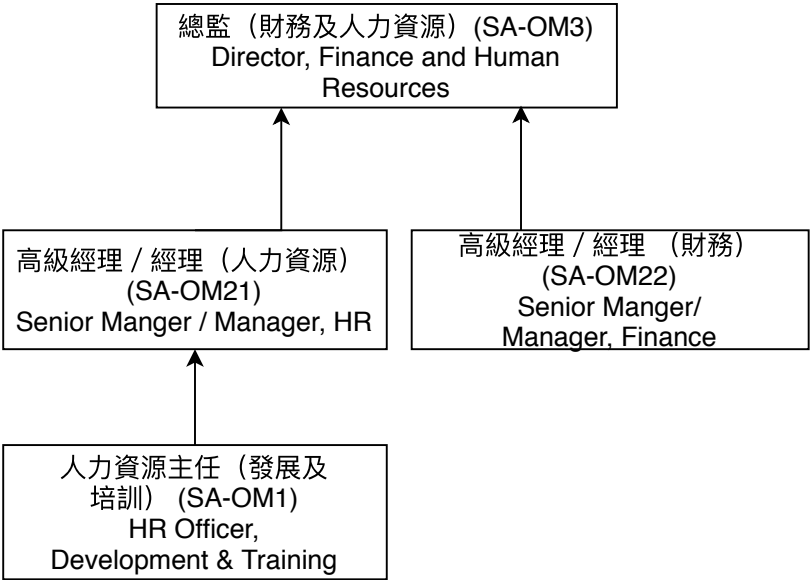 總監（財務及人力資源）(SA-OM3)
Director, Finance and Human
Resources
高級經理 / 經理（人力資源）
(SA-OM21)
Senior Manger / Manager, HR
高級經理 / 經理 （財務）
(SA-OM22)
Senior Manger/
Manager, Finance
人力資源主任（發展及
培訓） (SA-OM1)
HR Officer,
Development & Training